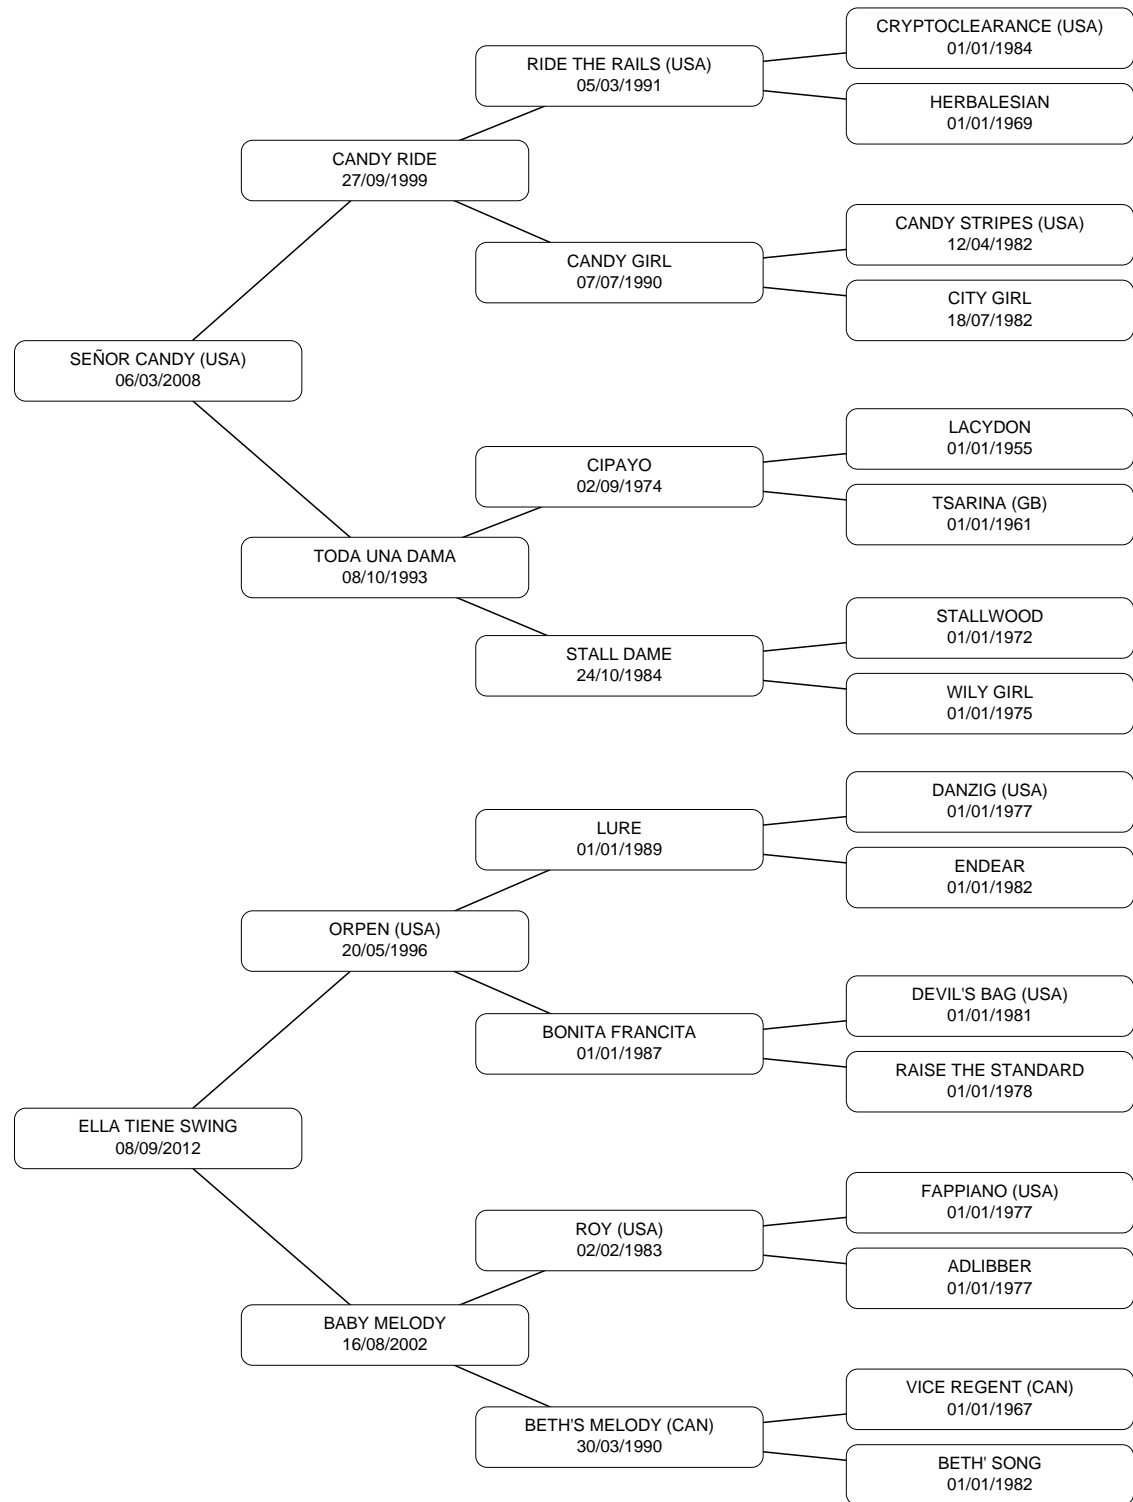 CRYPTOCLEARANCE (USA)
01/01/1984
RIDE THE RAILS (USA)
05/03/1991
HERBALESIAN
01/01/1969
CANDY RIDE
27/09/1999
CANDY STRIPES (USA)
12/04/1982
CANDY GIRL
07/07/1990
CITY GIRL
18/07/1982
SEÑOR CANDY (USA)
06/03/2008
LACYDON
01/01/1955
CIPAYO
02/09/1974
TSARINA (GB)
01/01/1961
TODA UNA DAMA
08/10/1993
STALLWOOD
01/01/1972
STALL DAME
24/10/1984
WILY GIRL
01/01/1975
DANZIG (USA)
01/01/1977
LURE
01/01/1989
ENDEAR
01/01/1982
ORPEN (USA)
20/05/1996
DEVIL'S BAG (USA)
01/01/1981
BONITA FRANCITA
01/01/1987
RAISE THE STANDARD
01/01/1978
ELLA TIENE SWING
08/09/2012
FAPPIANO (USA)
01/01/1977
ROY (USA)
02/02/1983
ADLIBBER
01/01/1977
BABY MELODY
16/08/2002
VICE REGENT (CAN)
01/01/1967
BETH'S MELODY (CAN)
30/03/1990
BETH' SONG
01/01/1982